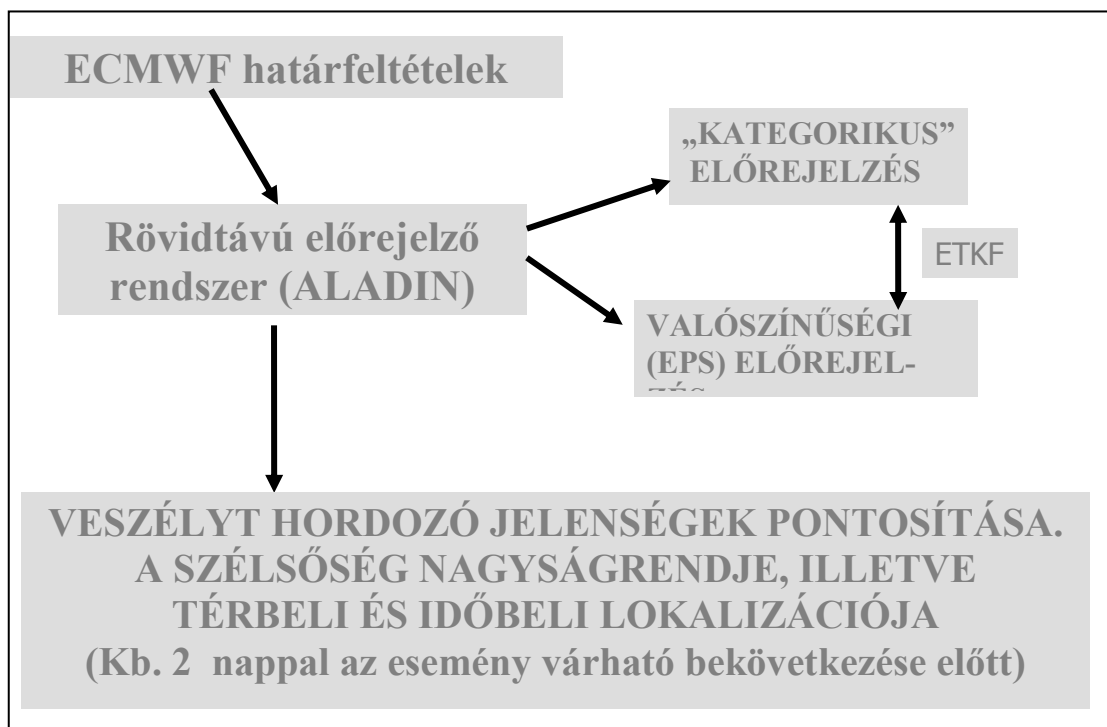 ECMWF határfeltételek
„KATEGORIKUS”
ELŐREJELZÉS
Rövidtávú előrejelző
rendszer (ALADIN)
ETKF
VALÓSZÍNŰSÉGI
(EPS) ELŐREJEL-
ZÉS
VESZÉLYT HORDOZÓ JELENSÉGEK PONTOSÍTÁSA.
A SZÉLSŐSÉG NAGYSÁGRENDJE, ILLETVE
TÉRBELI ÉS IDŐBELI LOKALIZÁCIÓJA
(Kb. 2 nappal az esemény várható bekövetkezése előtt)